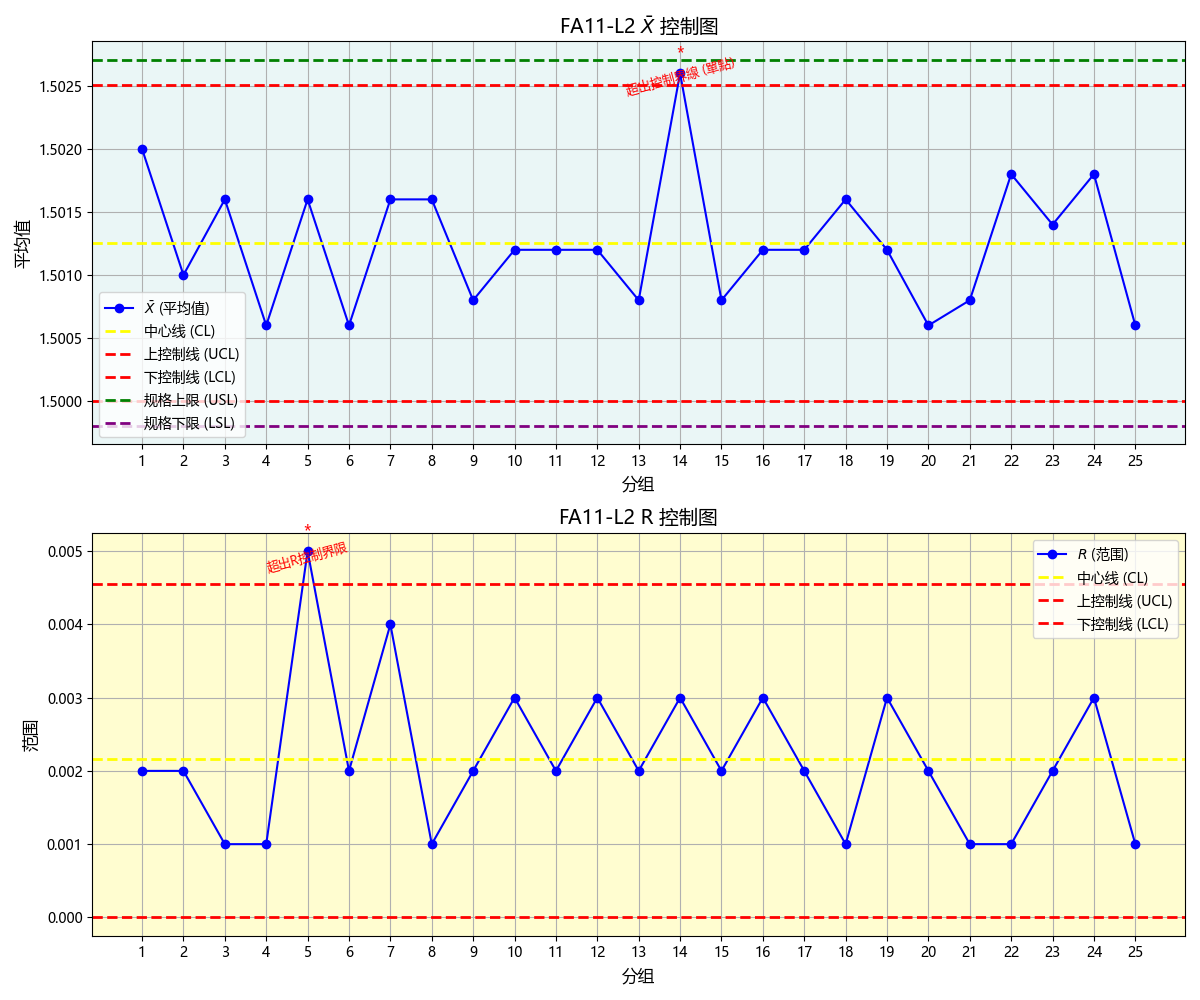 FA11-L2 X̄ 控制图
*
超出控制界線 (單點)
平均值
1.5025
1.5020
1.5015
1.5010
1.5005
1.5000
X̄ (平均值)
中心线 (CL)
上控制线 (UCL)
下控制线 (LCL)
规格上限 (USL)
规格下限 (LSL)
1 2 3 4 5 6 7 8 9 10 11 12 13 14 15 16 17 18 19 20 21 22 23 24 25
分组
FA11-L2 R 控制图
*
超出R控制界限
范围
0.005
0.004
0.003
0.002
0.001
0.000
R (范围)
中心线 (CL)
上控制线 (UCL)
下控制线 (LCL)
1 2 3 4 5 6 7 8 9 10 11 12 13 14 15 16 17 18 19 20 21 22 23 24 25
分组